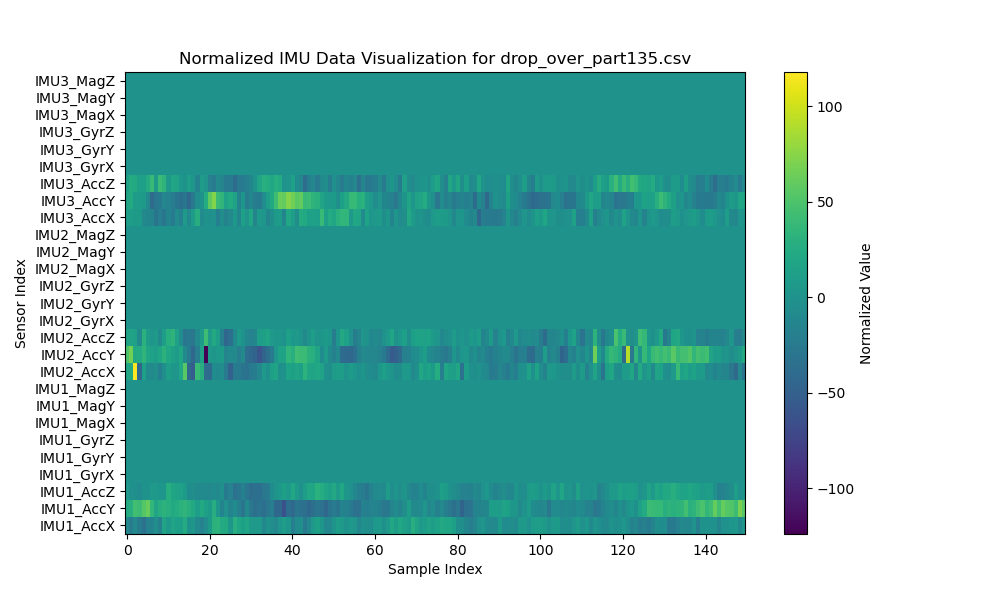 Normalized IMU Data Visualization for drop_over_part135.csv
IMU3_MagZ
IMU3_MagY
IMU3_MagX
IMU3_GyrZ
IMU3_GyrY
IMU3_GyrX
IMU3_AccZ
IMU3_AccY
IMU3_AccX
IMU2_MagZ
IMU2_MagY
IMU2_MagX
IMU2_GyrZ
IMU2_GyrY
IMU2_GyrX
IMU2_AccZ
IMU2_AccY
IMU2_AccX
IMU1_MagZ
IMU1_MagY
IMU1_MagX
IMU1_GyrZ
IMU1_GyrY
IMU1_GyrX
IMU1_AccZ
IMU1_AccY
IMU1_AccX
Sensor Index
0 20 40 60 80 100 120 140
Sample Index
100
50
0
−50
−100
Normalized Value